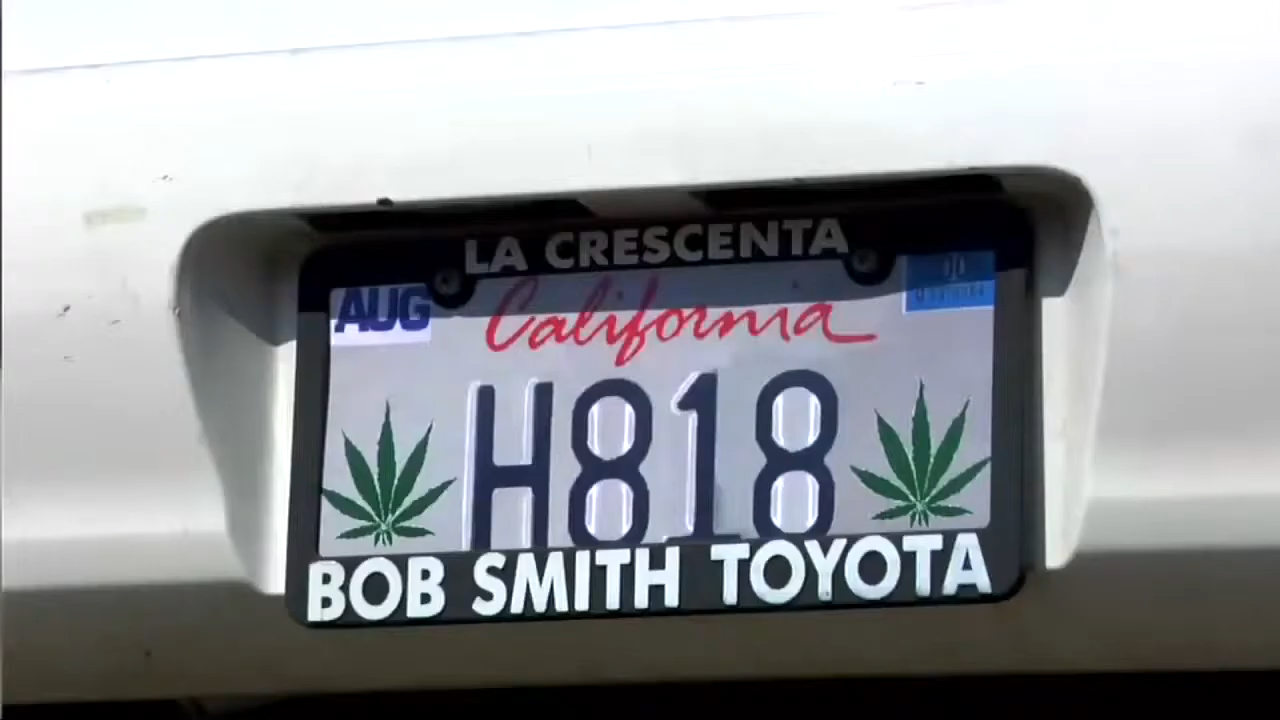 LA CRESCENTA
AUG
California
H818
BOB SMITH TOYOTA